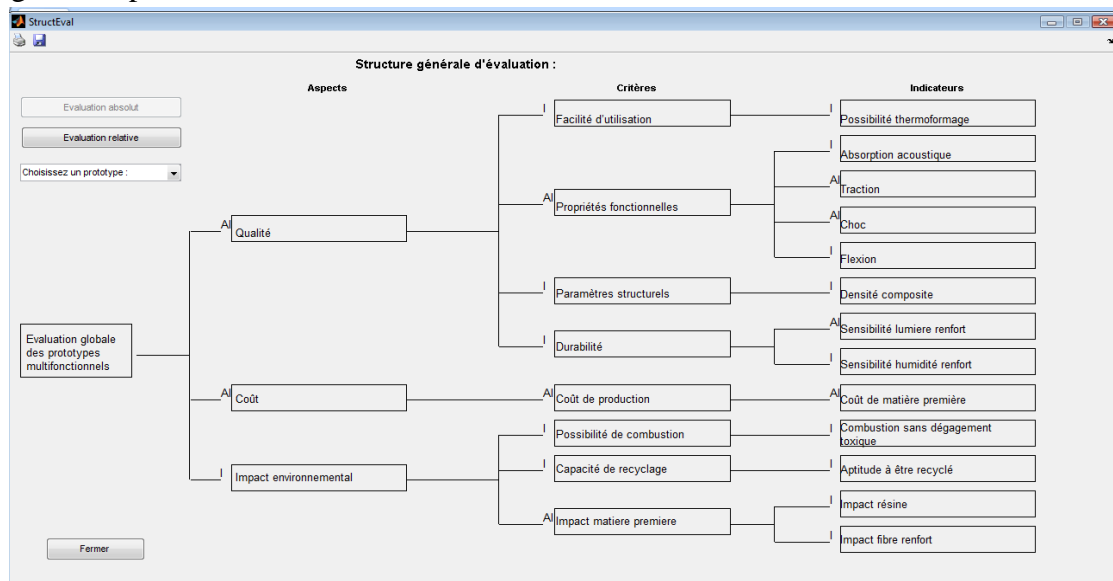 StructEval
Structure générale d'évaluation :
Aspects
Critères
Indicateurs
Evaluation absolut
Evaluation relative
Choisissez un prototype :
Evaluation globale
des prototypes
multifonctionnels
AI
Qualité
AI
Coût
I
Impact environnemental
I
Facilité d'utilisation
AI
Propriétés fonctionnelles
I
Paramètres structurels
I
Durabilité
AI
Coût de production
I
Possibilité de combustion
I
Capacité de recyclage
AI
Impact matiere premiere
I
Possibilité thermoformage
I
Absorption acoustique
AI
Traction
AI
Choc
I
Flexion
I
Densité composite
AI
Sensibilité lumiere renfort
I
Sensibilité humidité renfort
AI
Coût de matière première
I
Combustion sans dégagement
toxique
I
Aptitude à être recyclé
I
Impact résine
I
Impact fibre renfort
Fermer